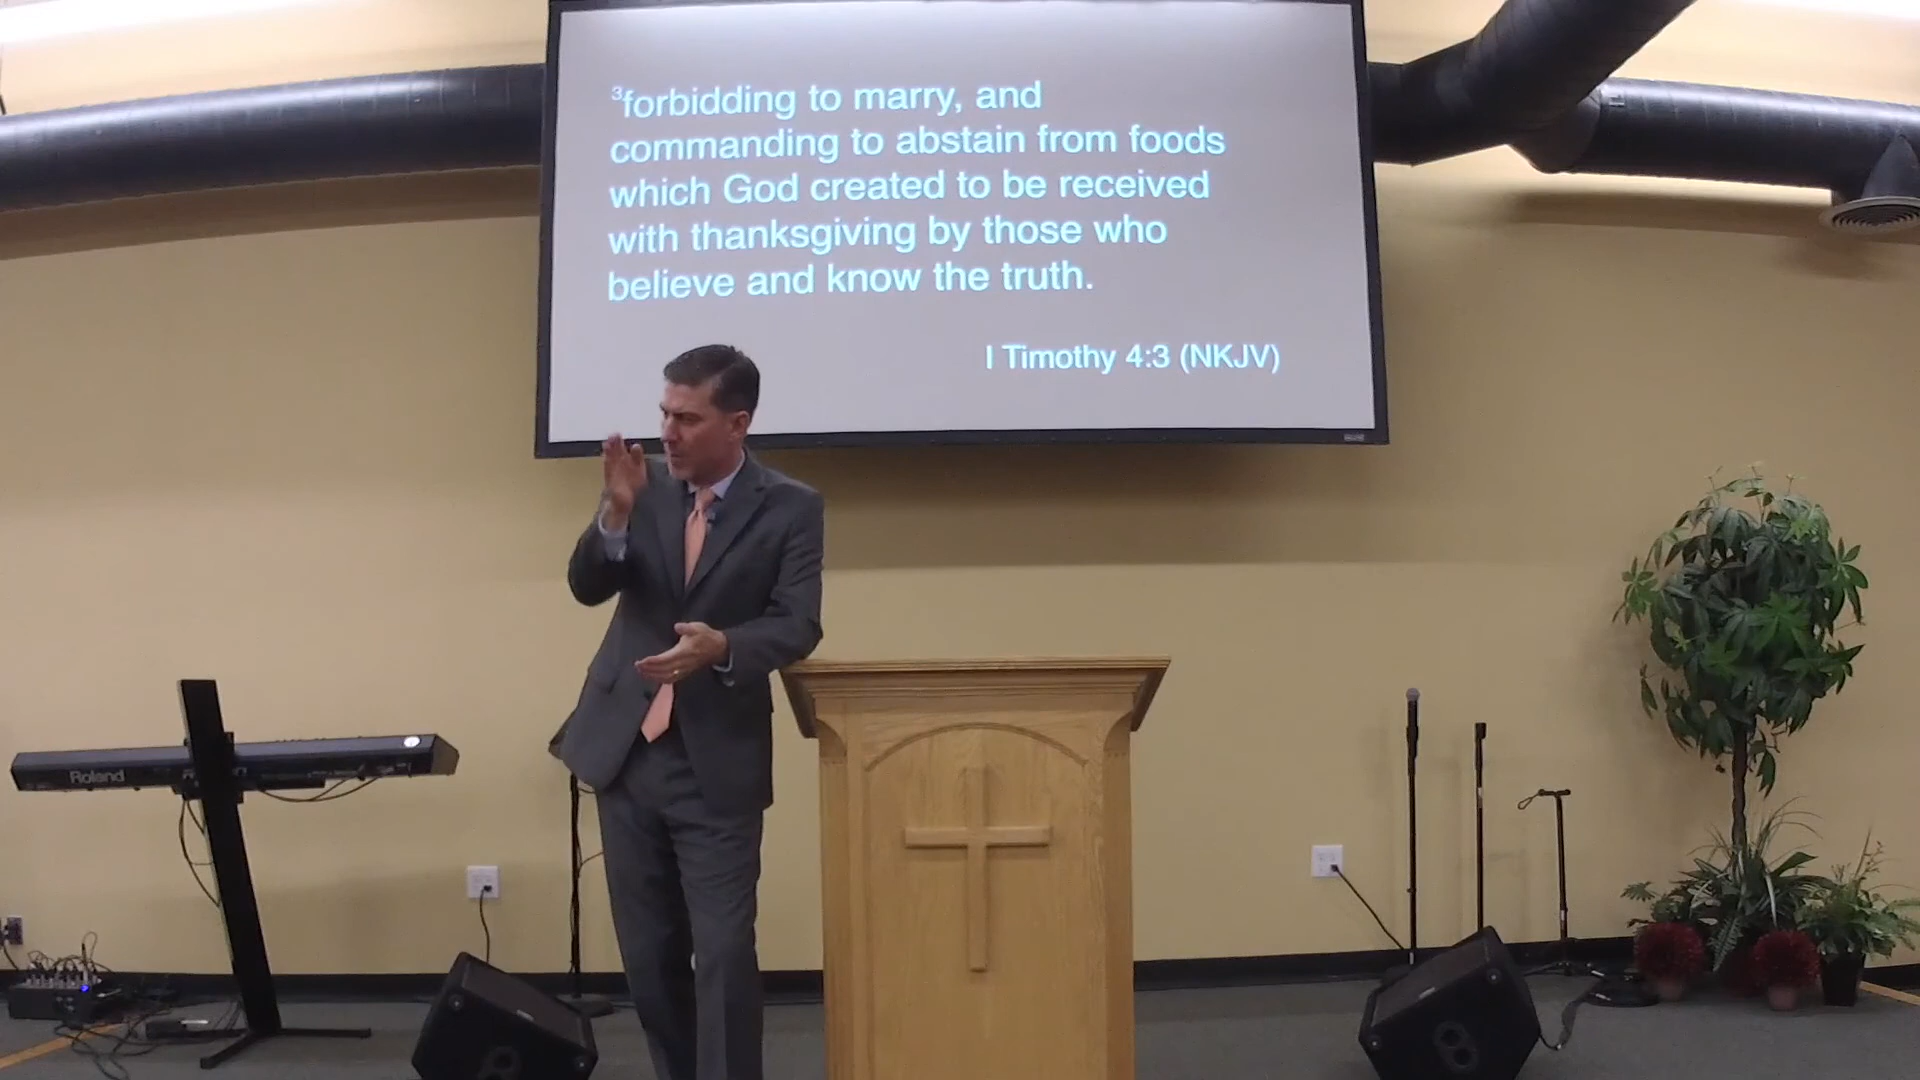 ³forbidding to marry, and
commanding to abstain from foods
which God created to be received
with thanksgiving by those who
believe and know the truth.
I Timothy 4:3 (NKJV)
Roland